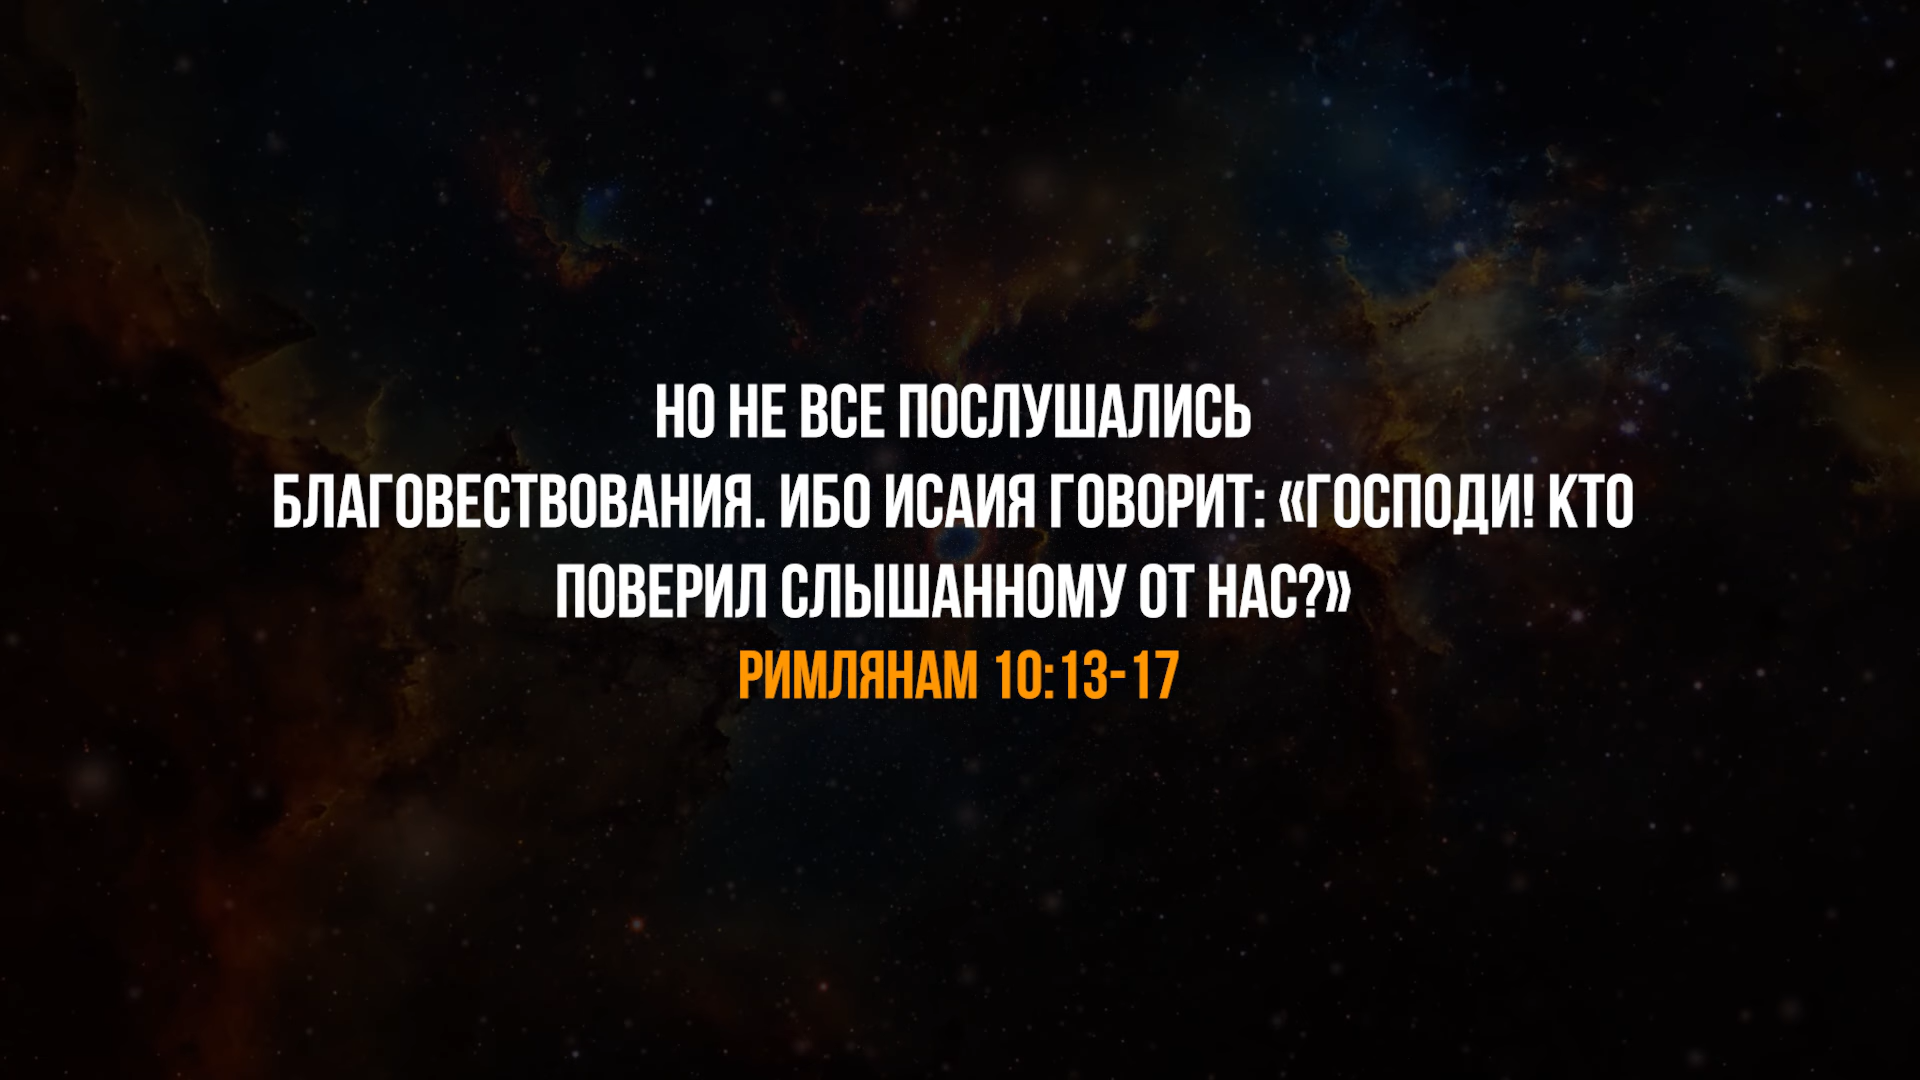 НО НЕ ВСЕ ПОСЛУШАЛИСЬ
БЛАГОВЕСТВОВАНИЯ. ИБО ИСАИЯ ГОВОРИТ: «ГОСПОДИ! КТО
ПОВЕРИЛ СЛЫШАННОМУ ОТ НАС?»
РИМЛЯНАМ 10:13-17